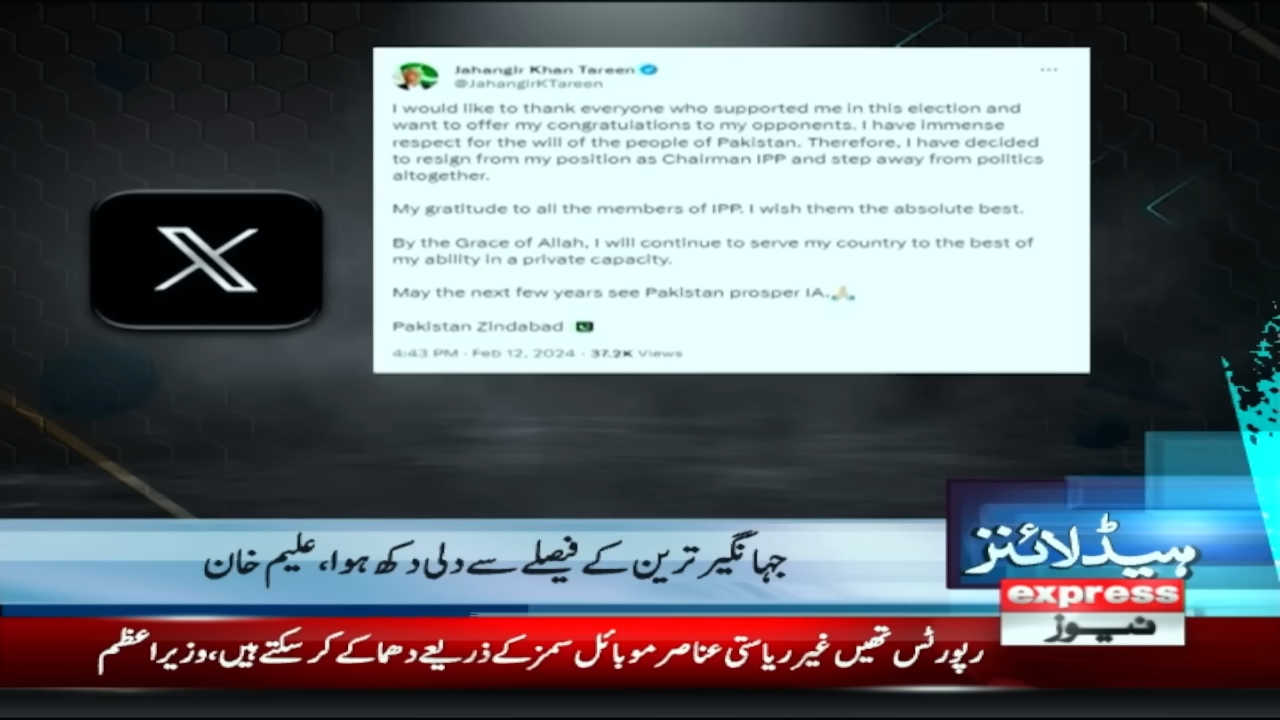 Jahangir Khan Tareen
@JahangirKTareen
I would like to thank everyone who supported me in this election and
want to offer my congratulations to my opponents. I have immense
respect for the will of the people of Pakistan. Therefore, I have decided
to resign from my position as Chairman IPP and step away from politics
altogether.
My gratitude to all the members of IPP. I wish them the absolute best.
By the Grace of Allah, I will continue to serve my country to the best of
my ability in a private capacity.
May the next few years see Pakistan prosper IA.🙏🏼
Pakistan Zindabad 🇵🇰
4:43 PM · Feb 12, 2024 · 37.2K Views
X
ہیڈلائنز
جہانگیر ترین کے فیصلے سے دلی دکھ ہوا، علیم خان
express
نیوز
رپورٹس تھیں غیر ریاستی عناصر موبائل سمز کے ذریعے دھماکے کر سکتے ہیں، وزیراعظم